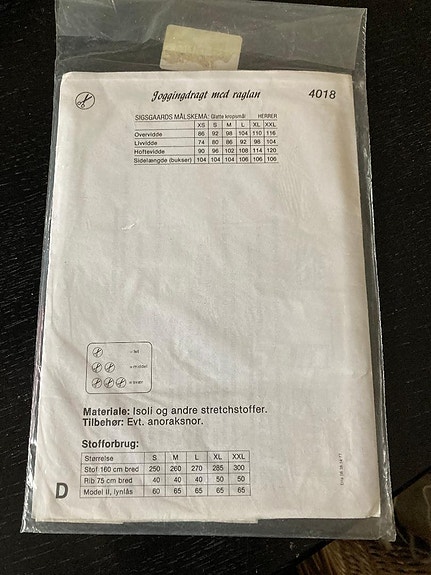 Joggingdragt med raglan 4018
SIGSGAARDS MÅLSKEMA: Glatte kropsmål HERRER
XS S M L XL XXL
Overvidde 86 92 98 104 110 116
Livvidde 74 80 86 92 98 104
Hoftevidde 90 96 102 108 114 120
Sidelængde (bukser) 104 104 104 106 106 106
= let
= middel
= svær
Materiale: Isoli og andre stretchstoffer.
Tilbehør: Evt. anoraksnor.
Stofforbrug:
Størrelse S M L XL XXL
Stof 160 cm bred 250 260 270 285 300
Rib 75 cm bred 40 40 40 50 50
Model II, lynlås 60 65 65 65 65
D